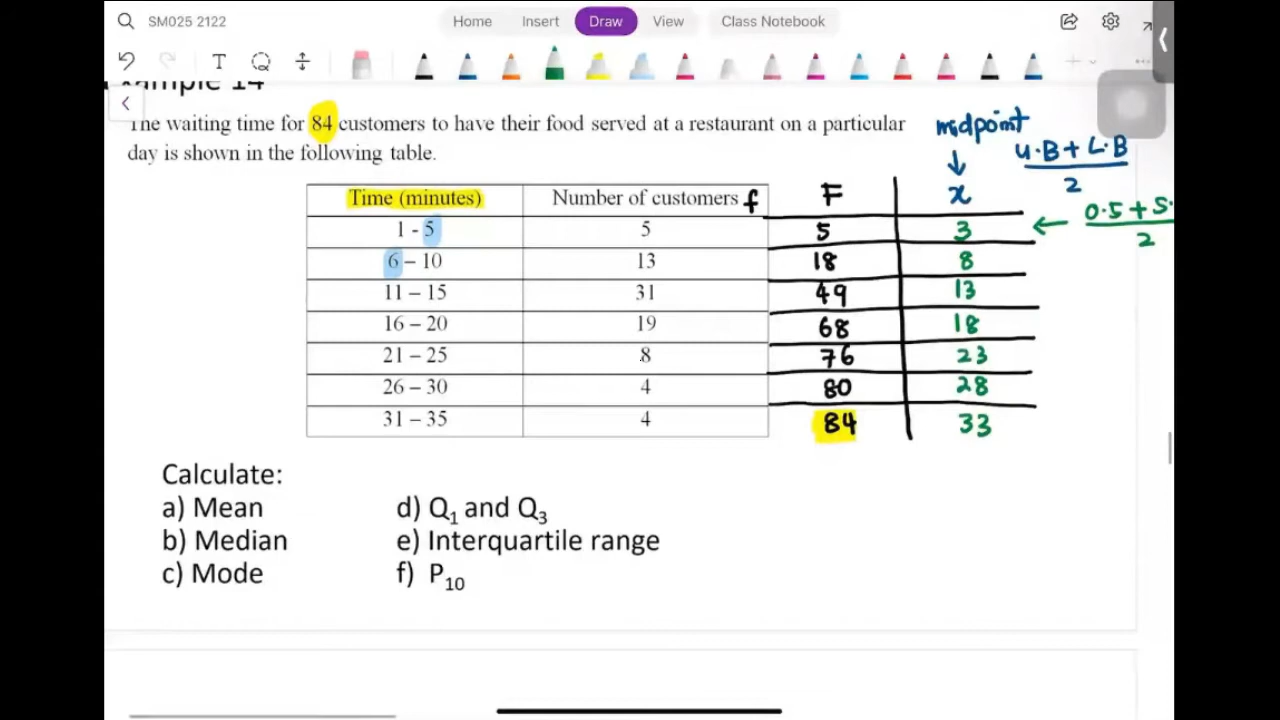 SM025 2122
Home Insert Draw View Class Notebook
T
Example 14
The waiting time for 84 customers to have their food served at a restaurant on a particular
day is shown in the following table.
midpoint
U.B + L.B
2
Time (minutes) Number of customers f F x
1 - 5 5 5 3
0.5 + 5.
2
6 – 10 13 18 8
11 – 15 31 49 13
16 – 20 19 68 18
21 – 25 8 76 23
26 – 30 4 80 28
31 – 35 4 84 33
Calculate:
a) Mean d) Q1 and Q3
b) Median e) Interquartile range
c) Mode f) P10